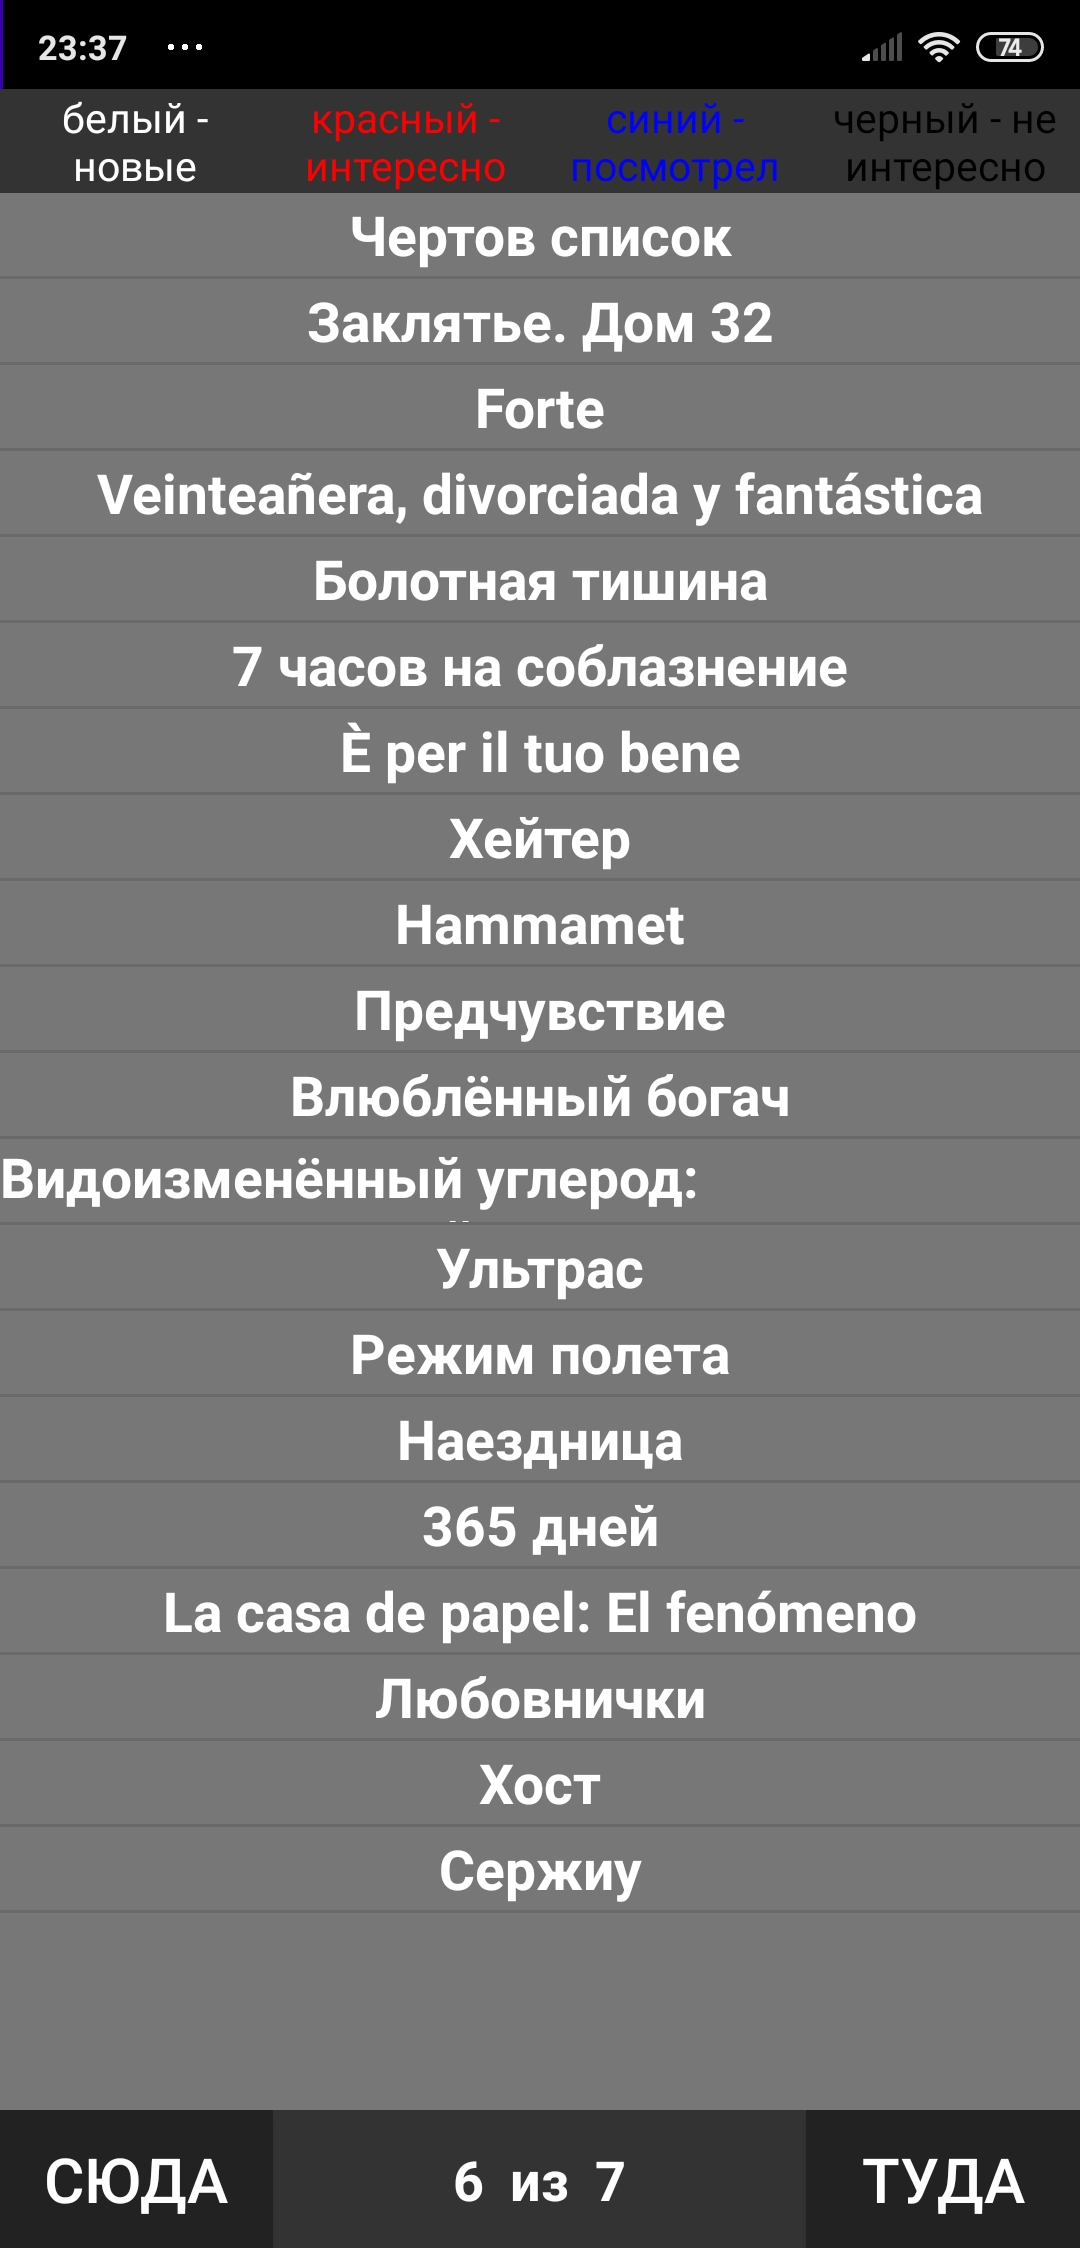 23:37 ... 74
белый -
новые
красный -
интересно
синий -
посмотрел
черный - не
интересно
Чертов список
Заклятье. Дом 32
Forte
Veinteañera, divorciada y fantástica
Болотная тишина
7 часов на соблазнение
È per il tuo bene
Хейтер
Hammamet
Предчувствие
Влюблённый богач
Видоизменённый углерод:
Ультрас
Режим полета
Наездница
365 дней
La casa de papel: El fenómeno
Любовнички
Хост
Сержиу
СЮДА 6 из 7 ТУДА